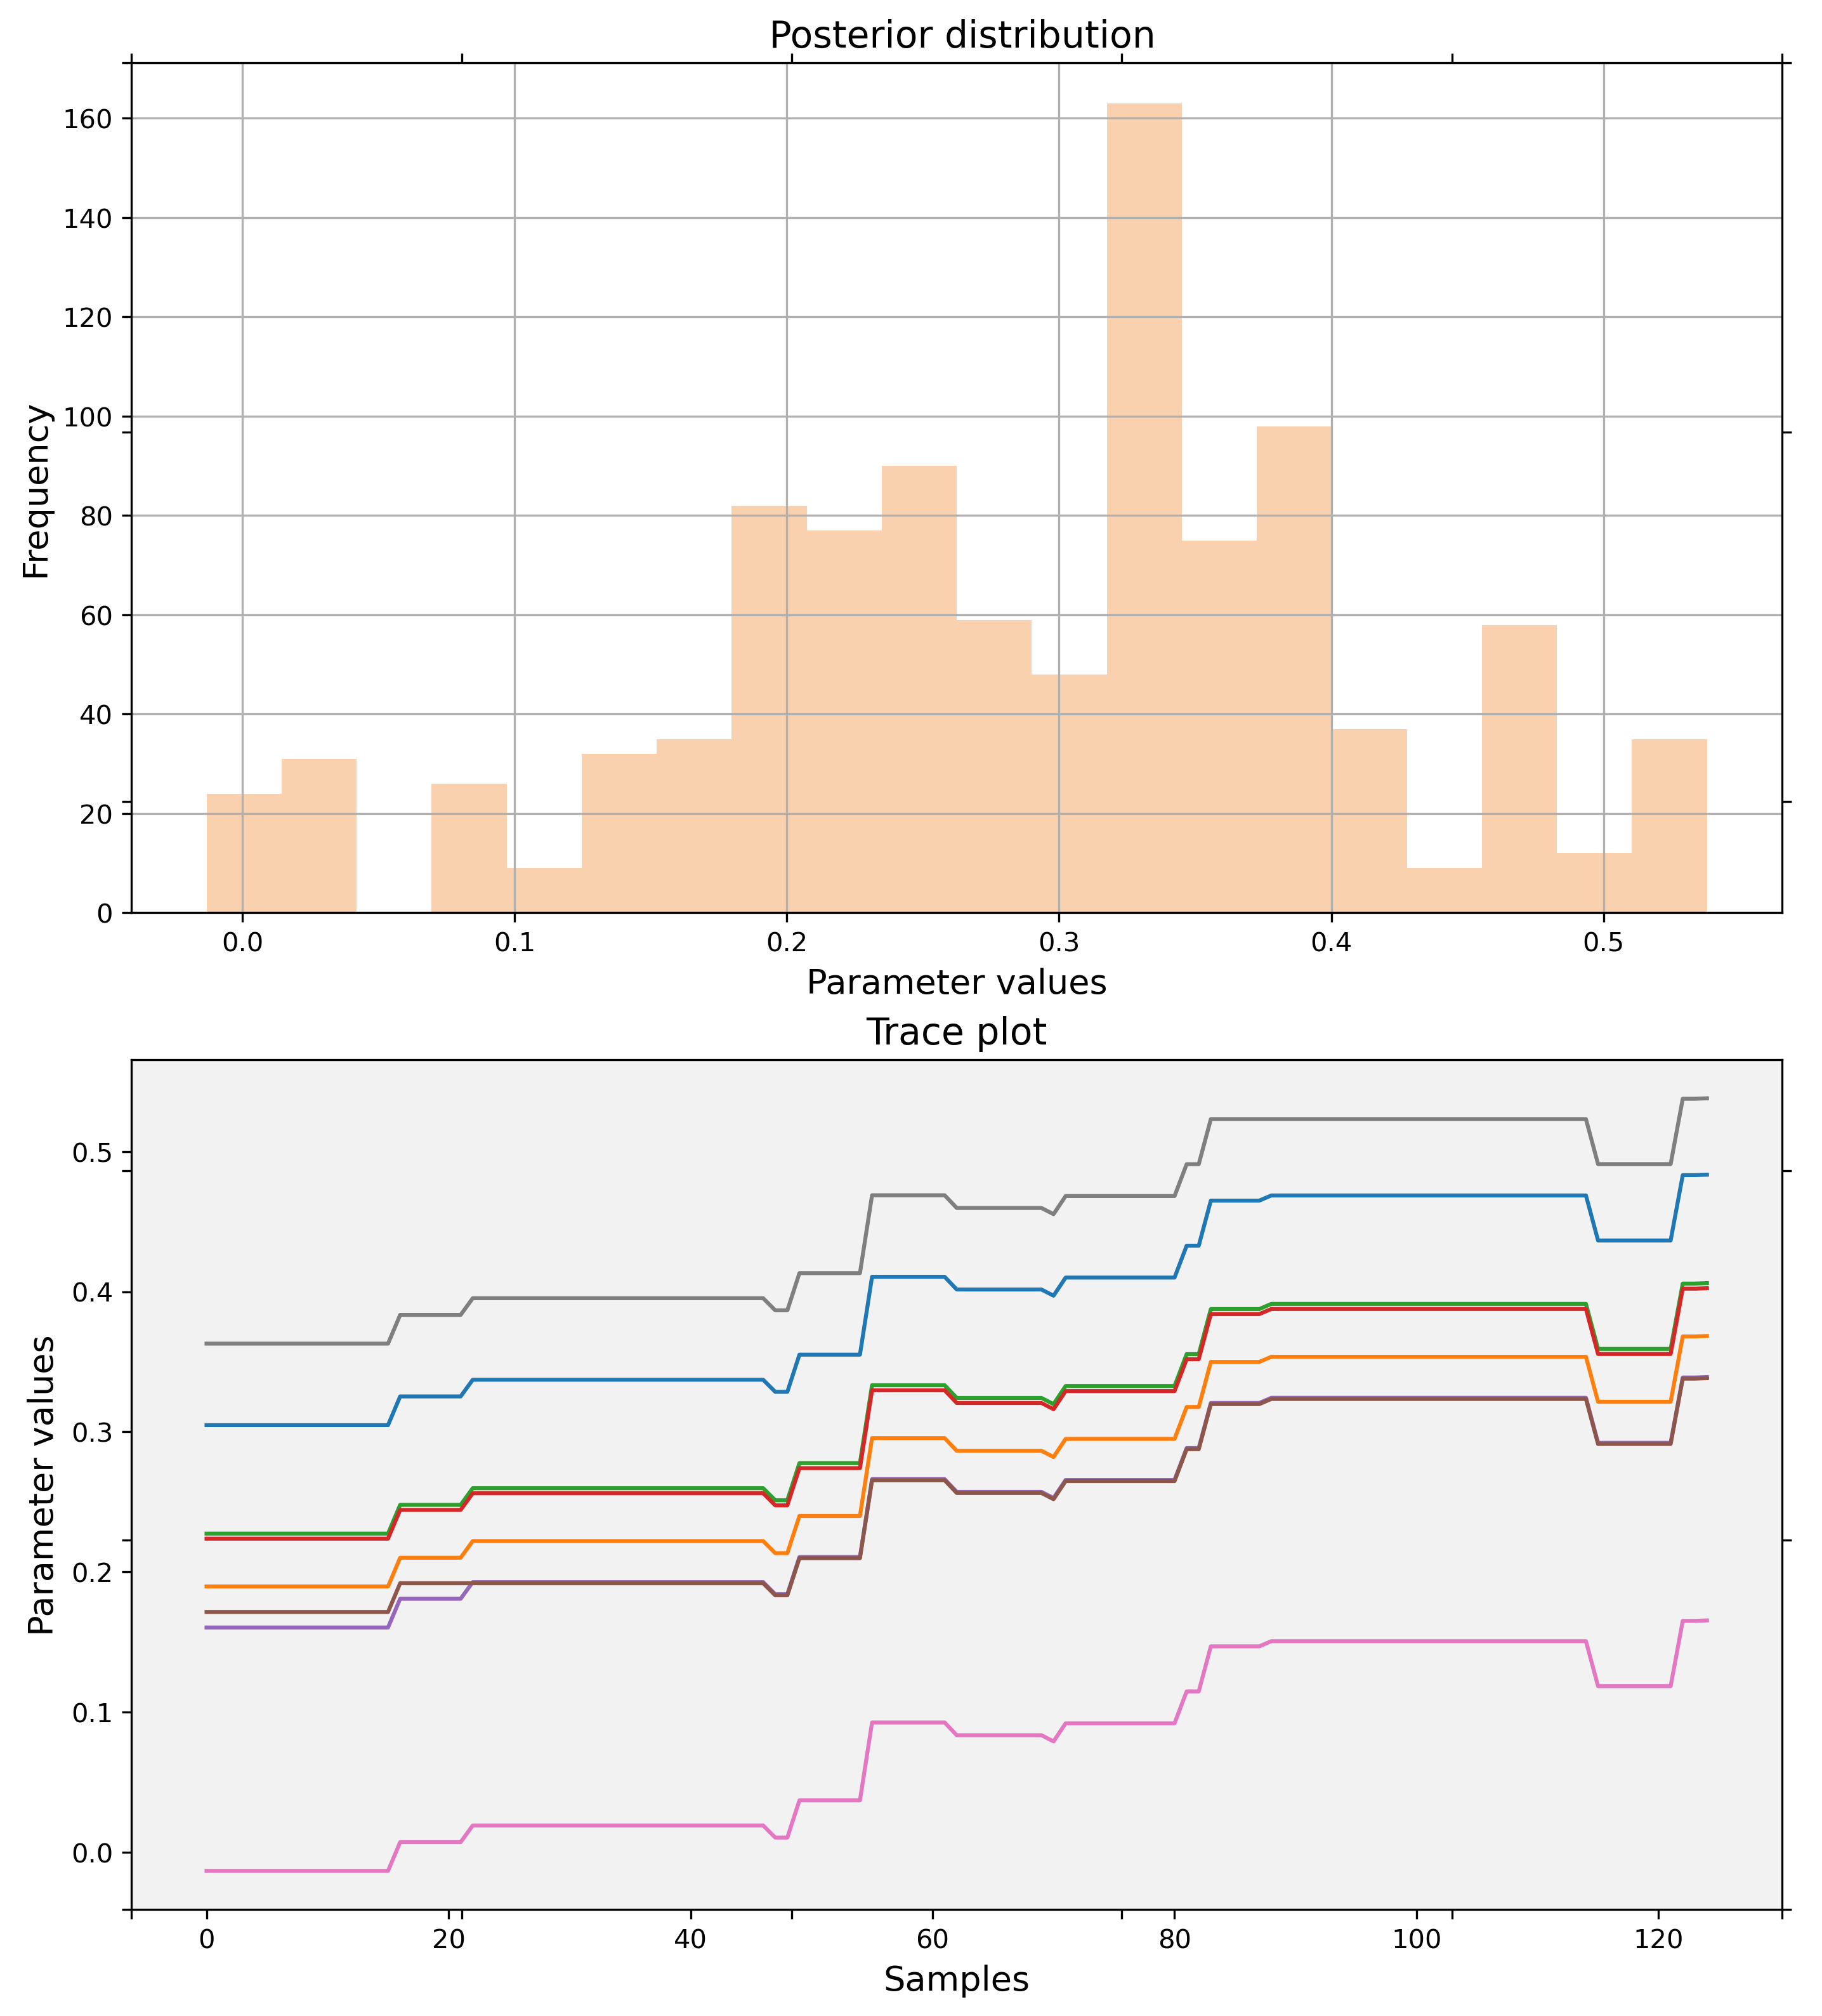 Posterior distribution
Frequency
160
140
120
100
80
60
40
20
0
0.0 0.1 0.2 0.3 0.4 0.5
Parameter values
Trace plot
Parameter values
0.5
0.4
0.3
0.2
0.1
0.0
0 20 40 60 80 100 120
Samples